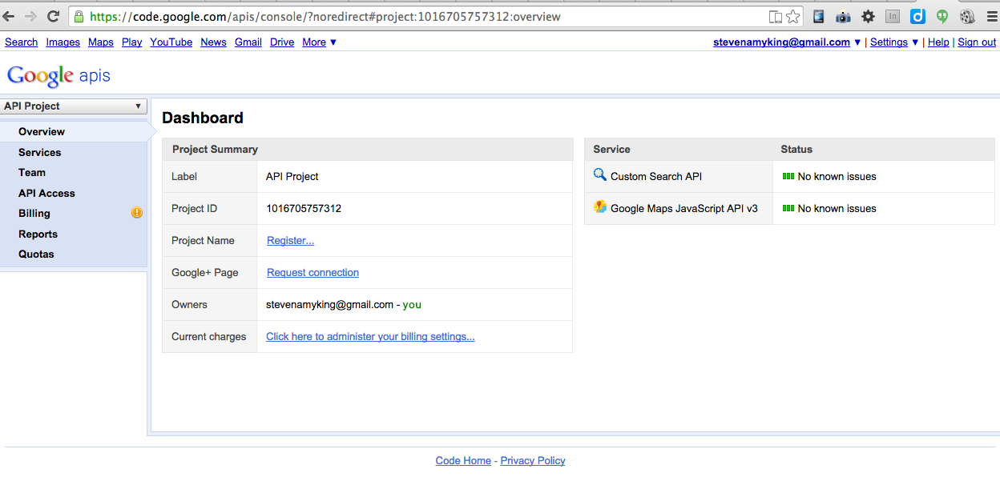 https://code.google.com/apis/console/?noredirect#project:1016705757312:overview
Search Images Maps Play YouTube News Gmail Drive More ▼ stevenamyking@gmail.com ▼ | Settings ▼ | Help | Sign out
Google apis
API Project ▼
Overview
Services
Team
API Access
Billing
Reports
Quotas
Dashboard
Project Summary
Label API Project
Project ID 1016705757312
Project Name Register...
Google+ Page Request connection
Owners stevenamyking@gmail.com - you
Current charges Click here to administer your billing settings...
Service Status
Custom Search API No known issues
Google Maps JavaScript API v3 No known issues
Code Home - Privacy Policy